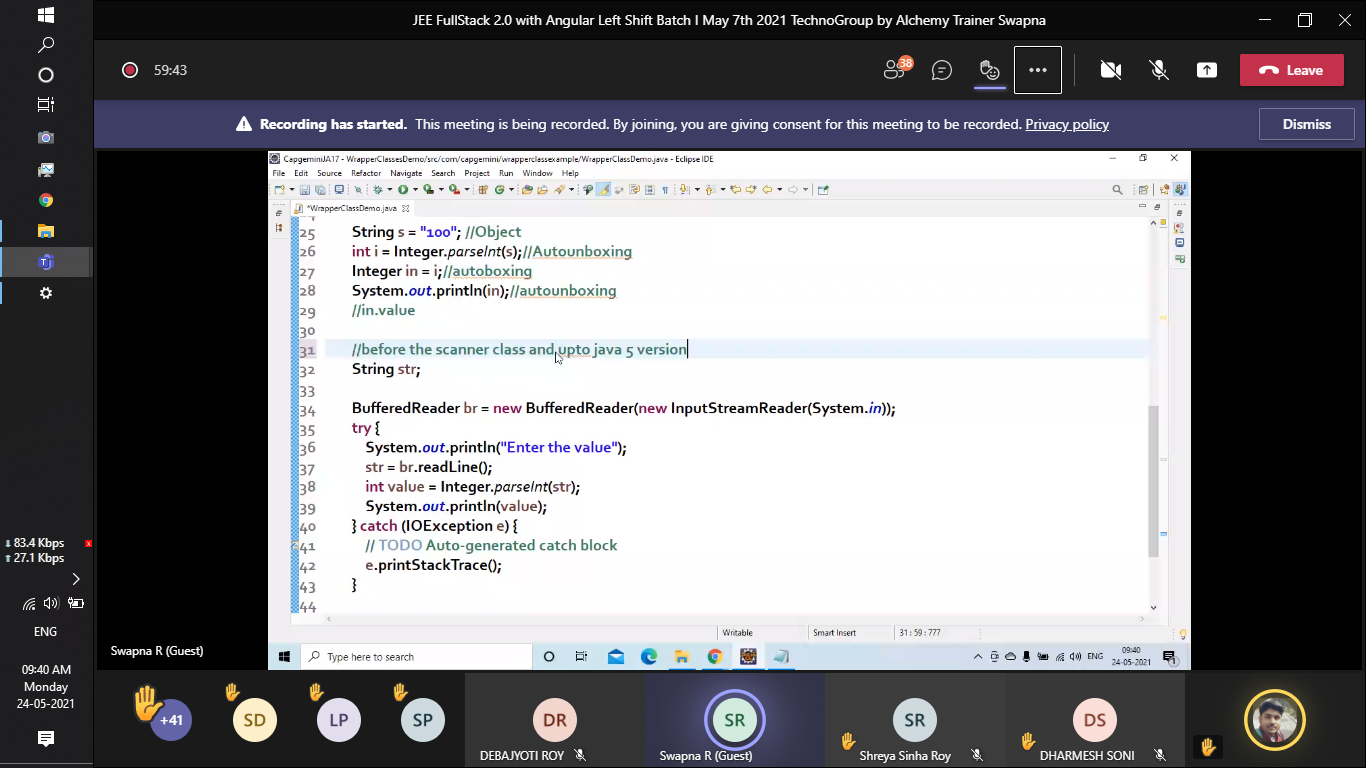 JEE FullStack 2.0 with Angular Left Shift Batch I May 7th 2021 TechnoGroup by Alchemy Trainer Swapna
59:43
38
Leave
Recording has started. This meeting is being recorded. By joining, you are giving consent for this meeting to be recorded. Privacy policy
Dismiss
CapgeminiJA17 - WrapperClassesDemo/src/com/capgemini/wrapperclassexample/WrapperClassDemo.java - Eclipse IDE
File Edit Source Refactor Navigate Search Project Run Window Help
*WrapperClassDemo.java
25 String s = "100"; //Object
26 int i = Integer.parseInt(s);//Autounboxing
27 Integer in = i;//autoboxing
28 System.out.println(in);//autounboxing
29 //in.value
30
31 //before the scanner class and upto java 5 version
32 String str;
33
34 BufferedReader br = new BufferedReader(new InputStreamReader(System.in));
35 try {
36 System.out.println("Enter the value");
37 str = br.readLine();
38 int value = Integer.parseInt(str);
39 System.out.println(value);
40 } catch (IOException e) {
41 // TODO Auto-generated catch block
42 e.printStackTrace();
43 }
44
Writable Smart Insert 31 : 59 : 777
Type here to search
ENG
09:40
24-05-2021
1
Swapna R (Guest)
83.4 Kbps
27.1 Kbps
ENG
09:40 AM
Monday
24-05-2021
+41
SD
LP
SP
DR
DEBAJYOTI ROY
SR
Swapna R (Guest)
SR
Shreya Sinha Roy
DS
DHARMESH SONI